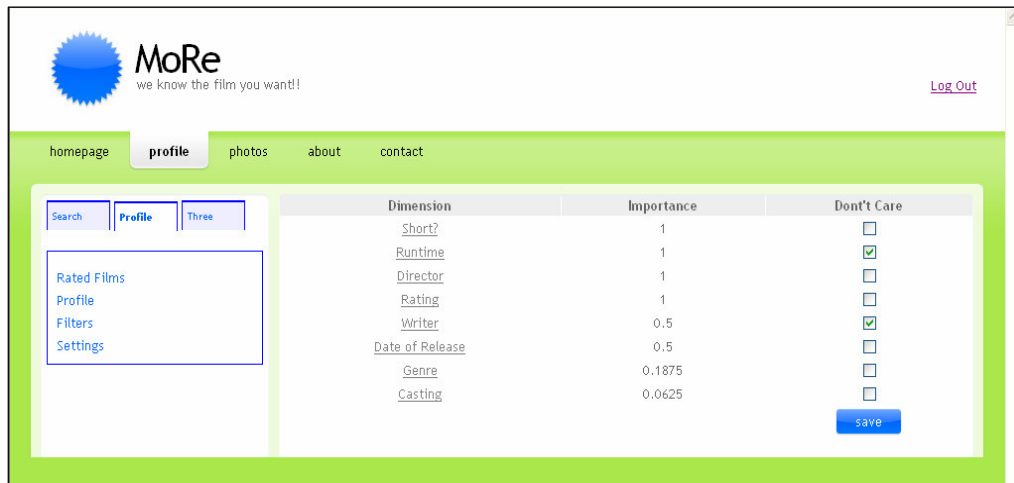 MoRe
we know the film you want!!
Log Out
homepage profile photos about contact
Search Profile Three
Rated Films
Profile
Filters
Settings
Dimension Importance Dont't Care
Short? 1
Runtime 1
Director 1
Rating 1
Writer 0.5
Date of Release 0.5
Genre 0.1875
Casting 0.0625
save